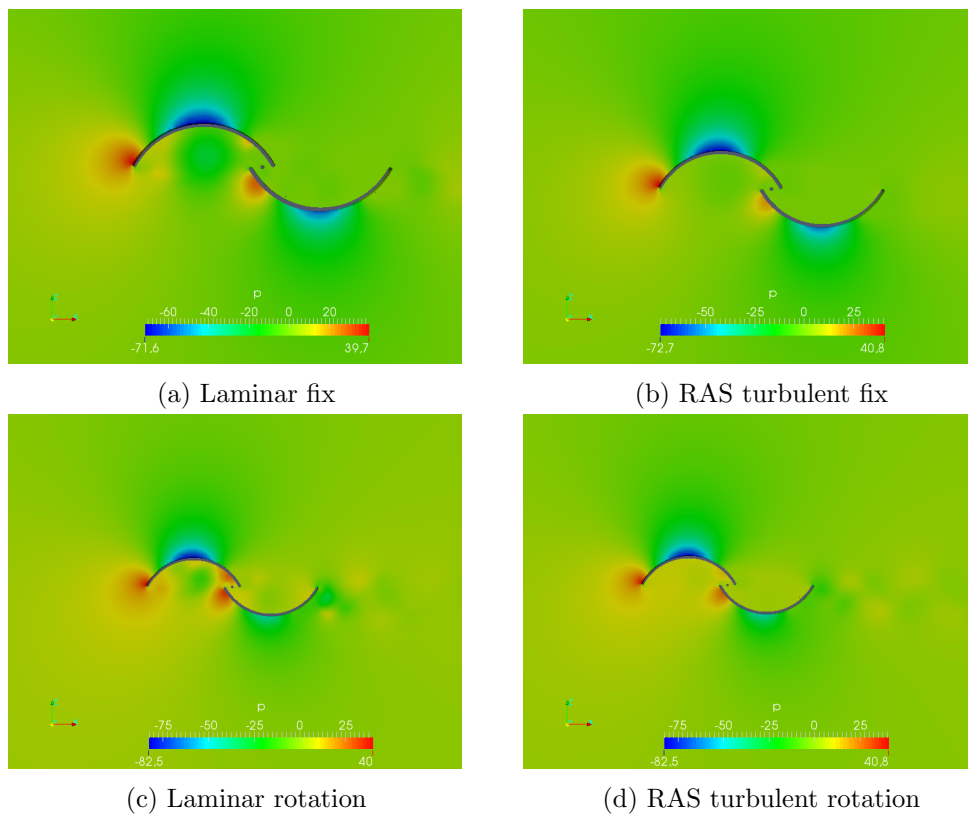 p
-60 -40 -20 0 20
-71,6 39,7
(a) Laminar fix
p
-50 -25 0 25
-72,7 40,8
(b) RAS turbulent fix
p
-75 -50 -25 0 25
-82,5 40
(c) Laminar rotation
p
-75 -50 -25 0 25
-82,5 40,8
(d) RAS turbulent rotation